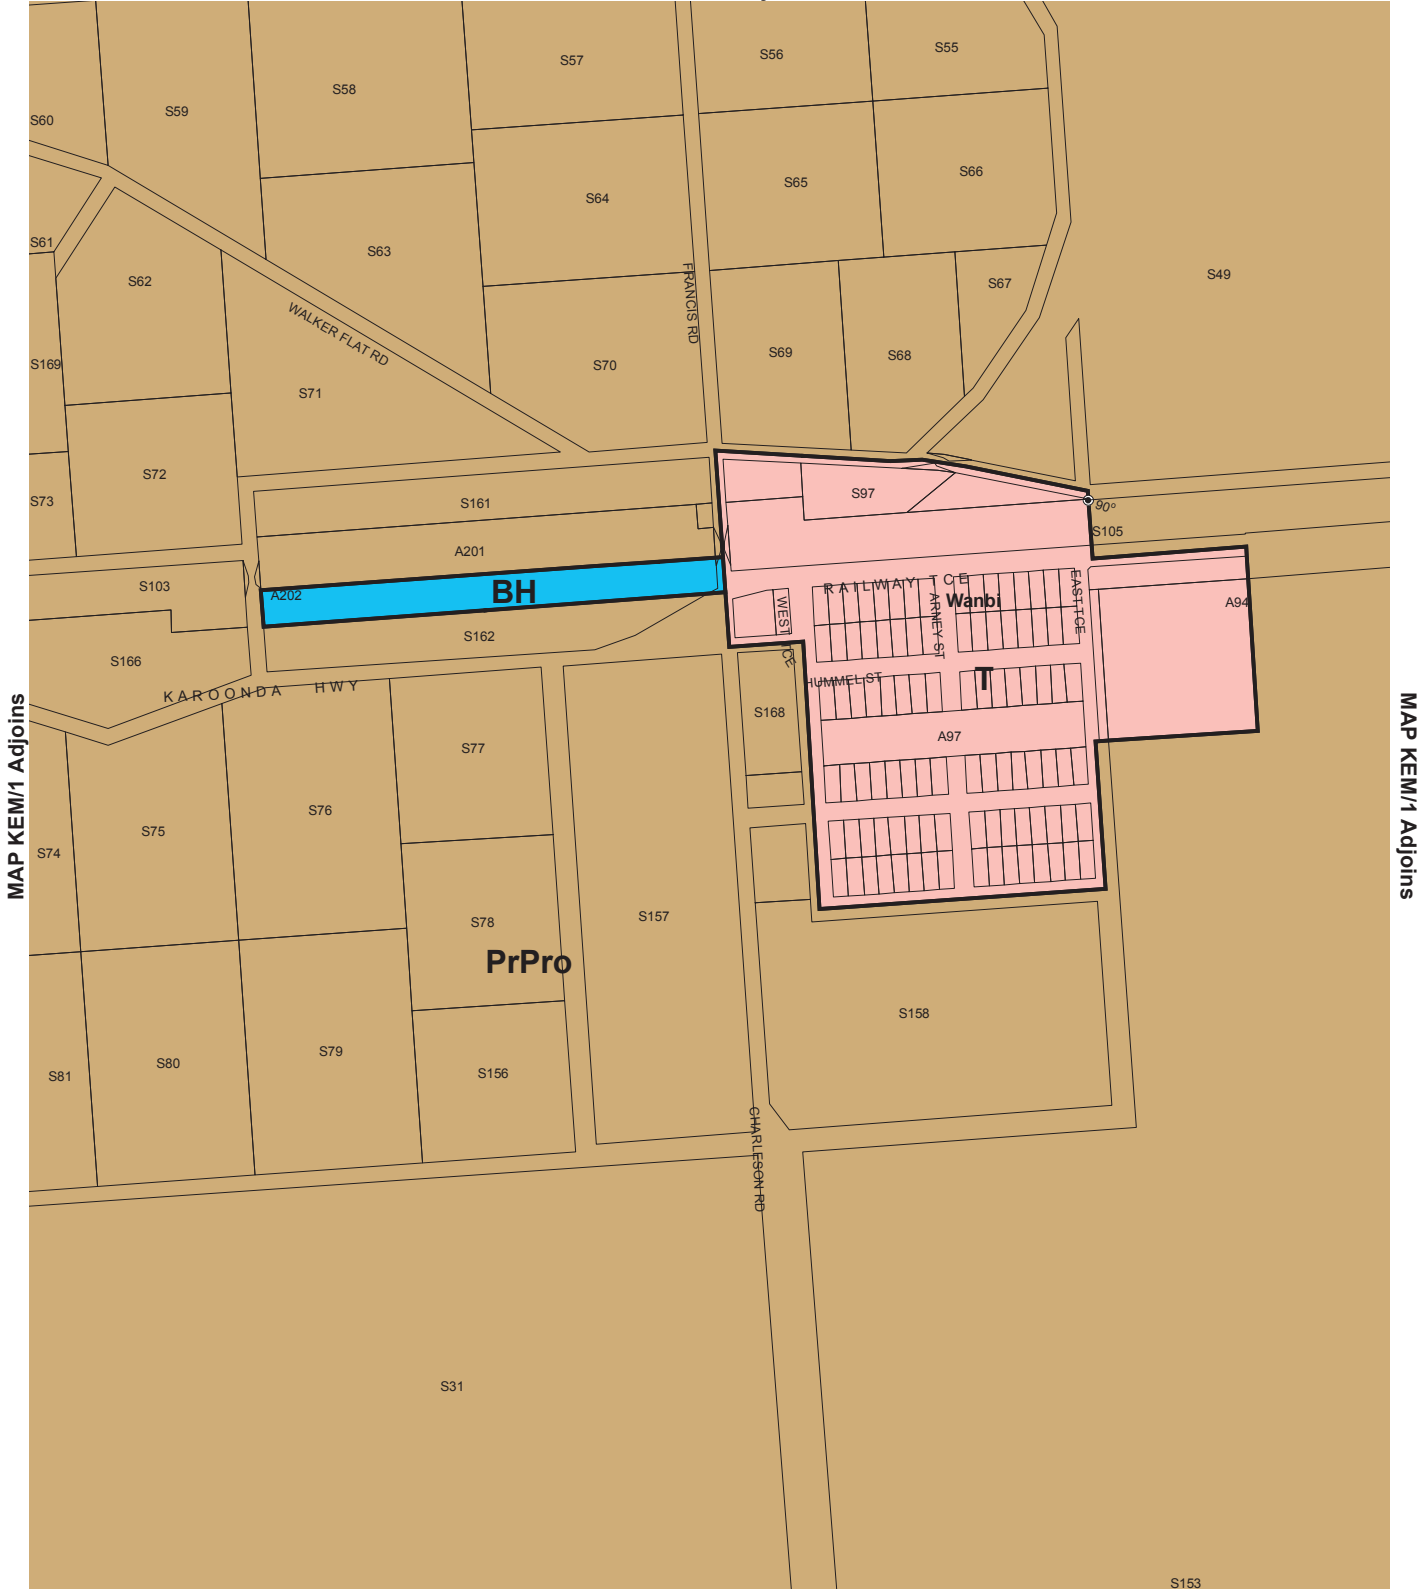 S57
S56
S55
S58
S59
S60
S66
S65
S64
S61
S63
S49
S62
S67
FRANCIS RD
WALKER FLAT RD
S69
S68
S169
S70
S71
S72
S97
S73
S161
90º
S105
A201
S103
RAILWAY TCE
EAST TCE
BH
A202
Wanbi
A94
WEST TCE
ARNEY ST
S162
S166
HUMMEL ST
T
KAROONDA HWY
S168
A97
S77
MAP KEM/1 Adjoins
MAP KEM/1 Adjoins
S76
S75
S74
S157
S78
PrPro
S158
S79
S80
S156
S81
CHARLESON RD
S31
S153